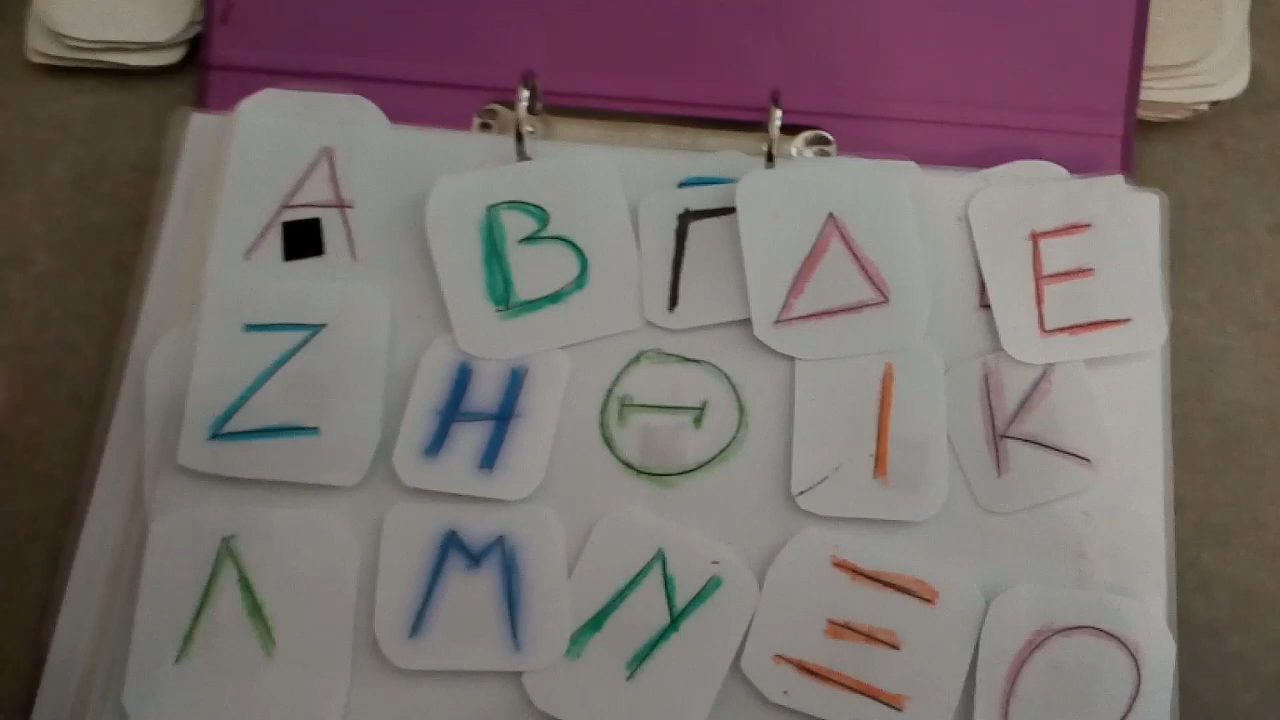 Α Β Γ Δ Ε
Ζ Η Θ Ι Κ
Λ Μ Ν Ξ Ο